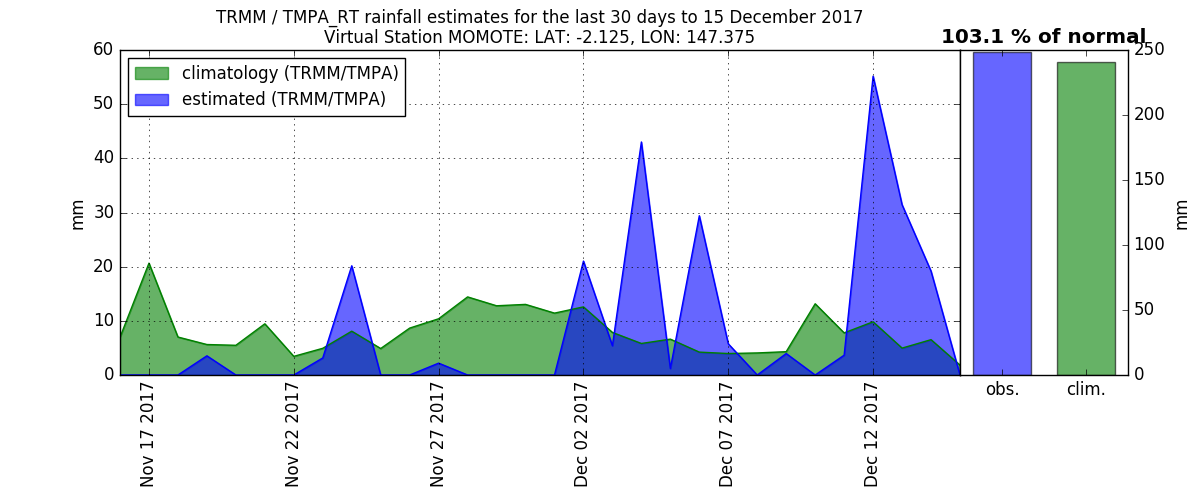 TRMM / TMPA_RT rainfall estimates for the last 30 days to 15 December 2017
Virtual Station MOMOTE: LAT: -2.125, LON: 147.375
103.1 % of normal
climatology (TRMM/TMPA)
estimated (TRMM/TMPA)
60
50
40
30
20
10
0
mm
Nov 17 2017
Nov 22 2017
Nov 27 2017
Dec 02 2017
Dec 07 2017
Dec 12 2017
250
200
150
100
50
0
mm
obs.
clim.